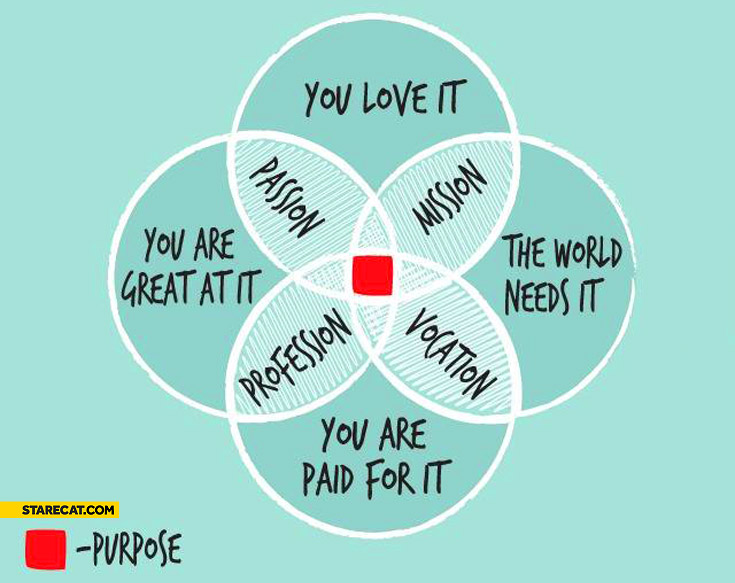 YOU LOVE IT
PASSION
MISSION
YOU ARE
GREAT AT IT
THE WORLD
NEEDS IT
PROFESSION
VOCATION
YOU ARE
PAID FOR IT
STARECAT.COM
-PURPOSE